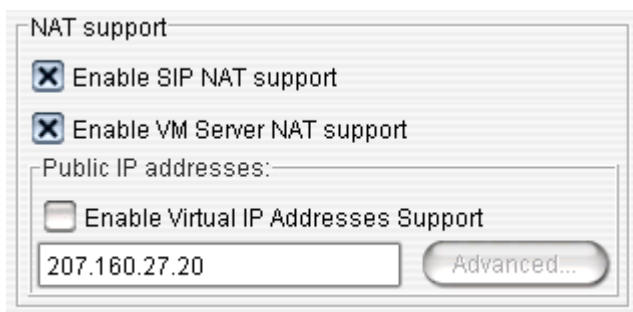 NAT support
Enable SIP NAT support
Enable VM Server NAT support
Public IP addresses:
Enable Virtual IP Addresses Support
207.160.27.20 Advanced...